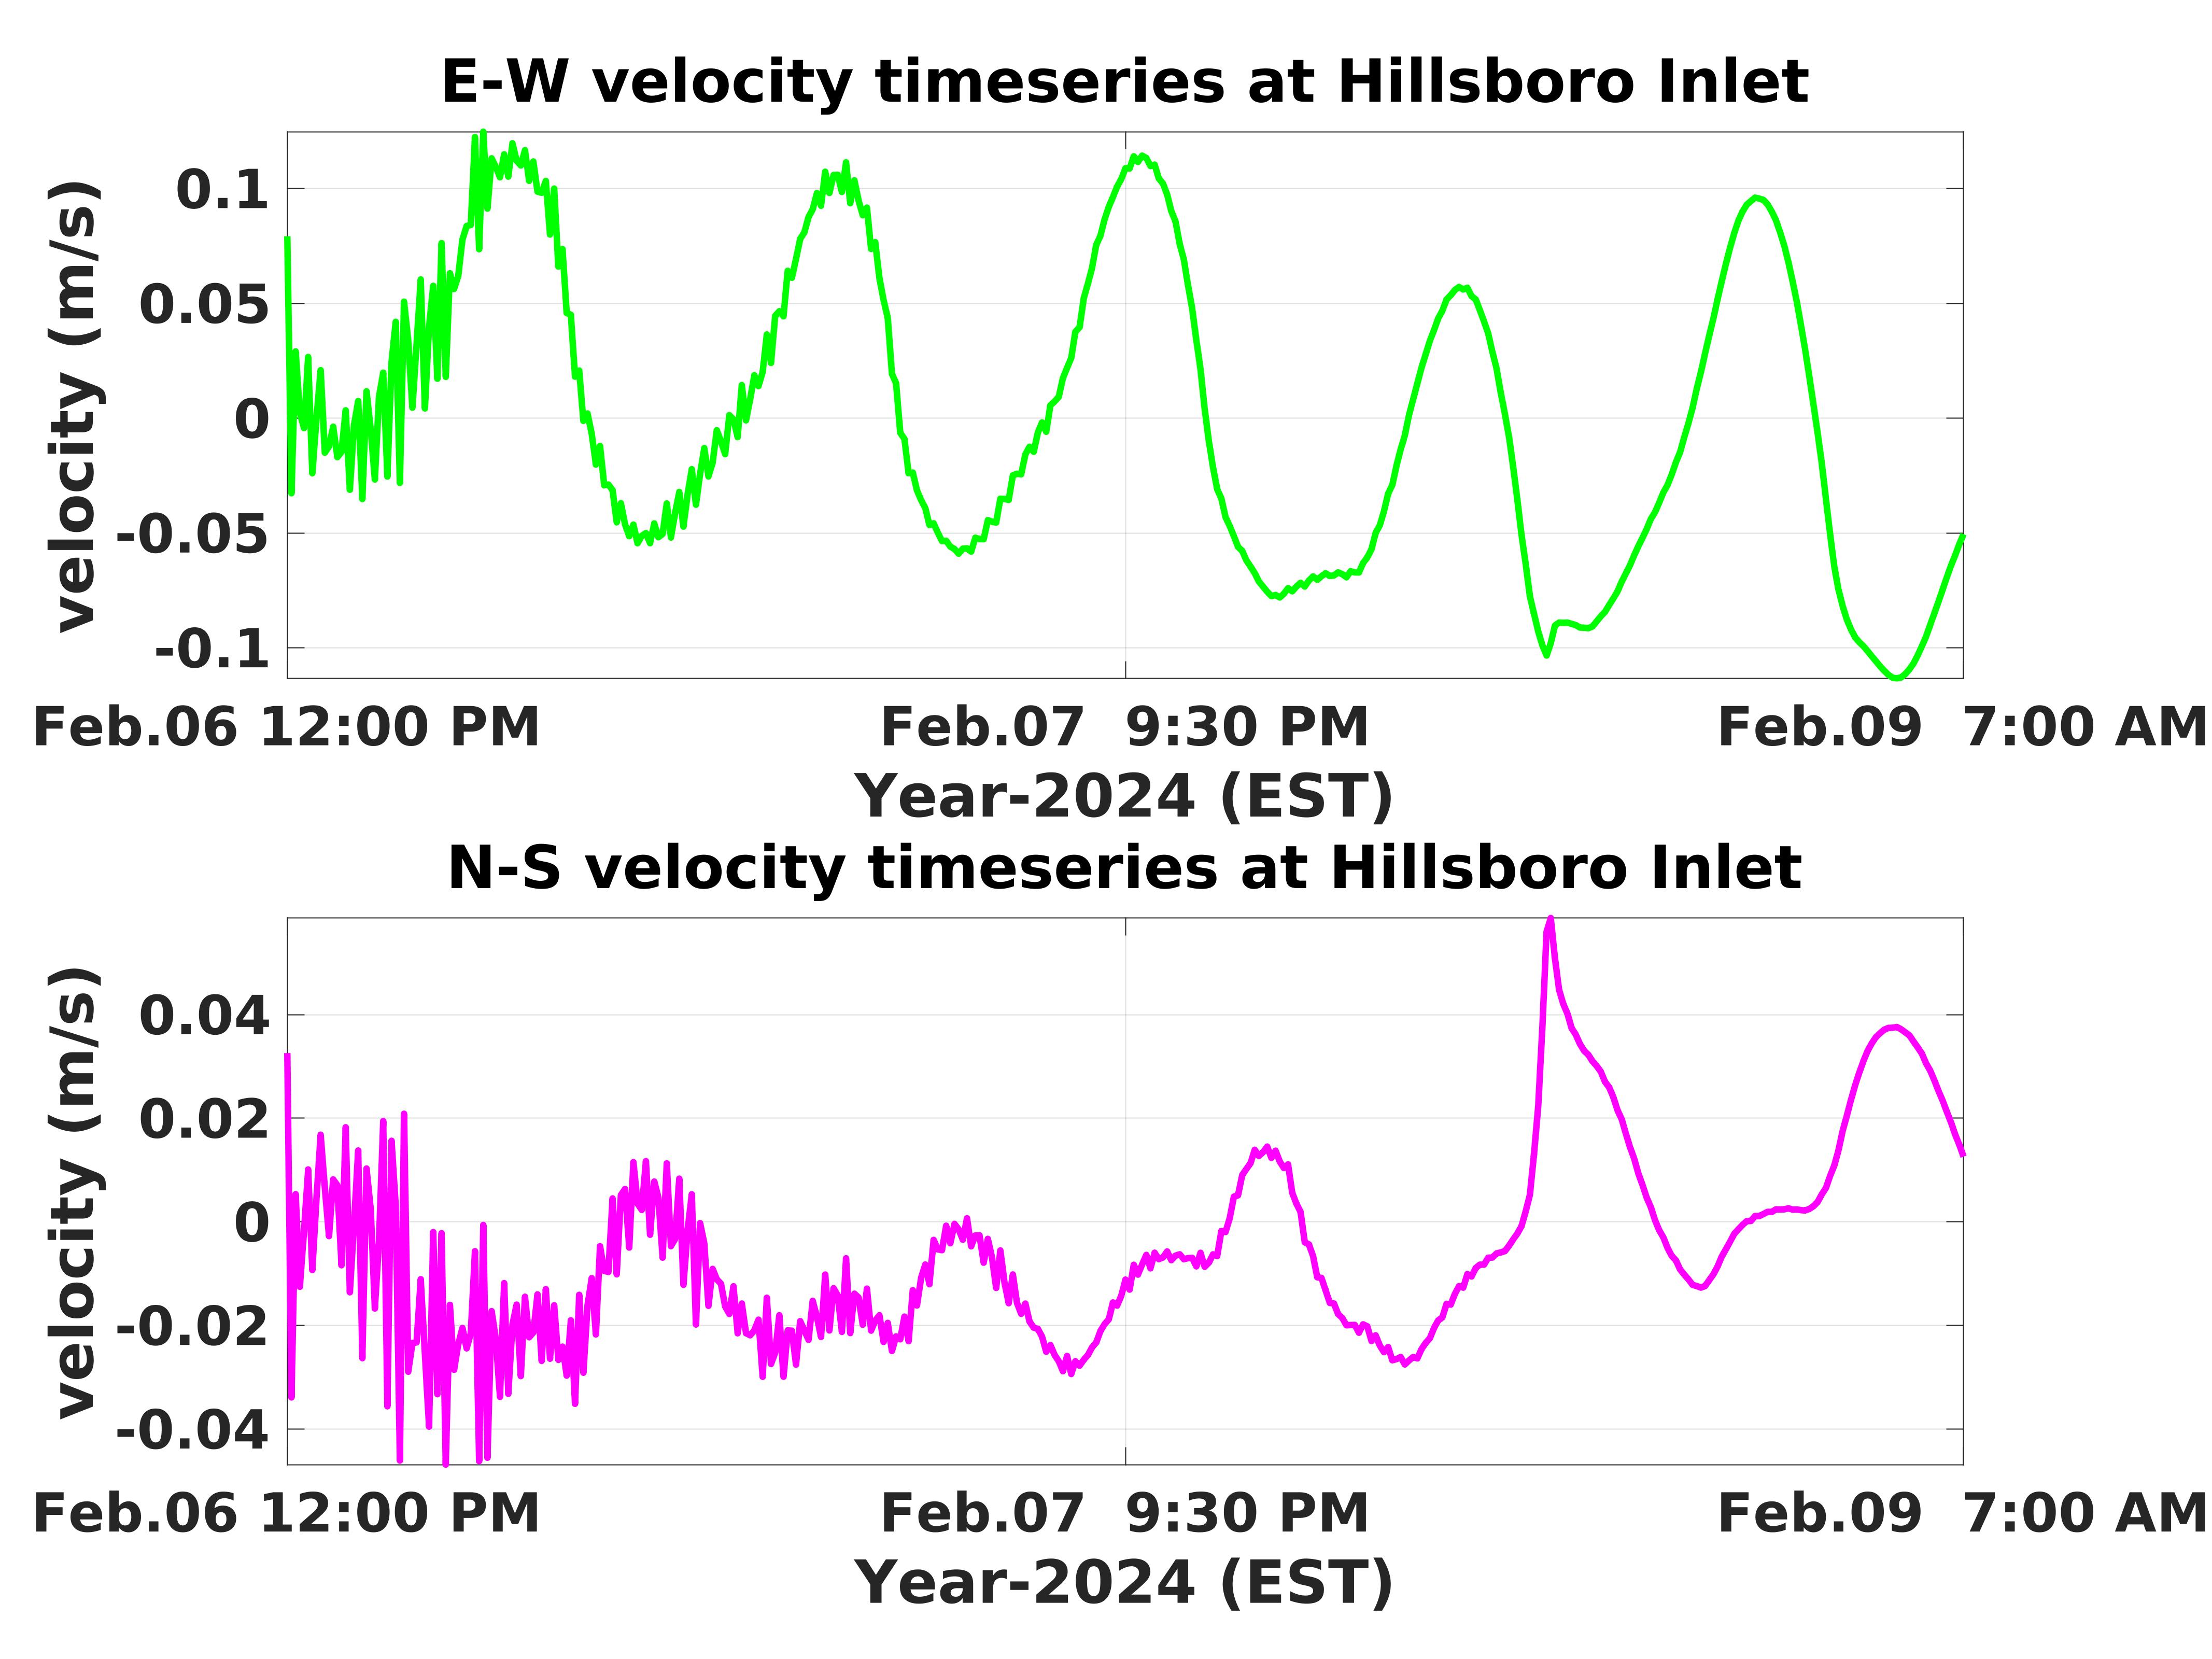 E-W velocity timeseries at Hillsboro Inlet
velocity (m/s)
0.1
0.05
0
-0.05
-0.1
Feb.06 12:00 PM
Feb.07  9:30 PM
Feb.09  7:00 AM
Year-2024 (EST)
N-S velocity timeseries at Hillsboro Inlet
velocity (m/s)
0.04
0.02
0
-0.02
-0.04
Feb.06 12:00 PM
Feb.07  9:30 PM
Feb.09  7:00 AM
Year-2024 (EST)